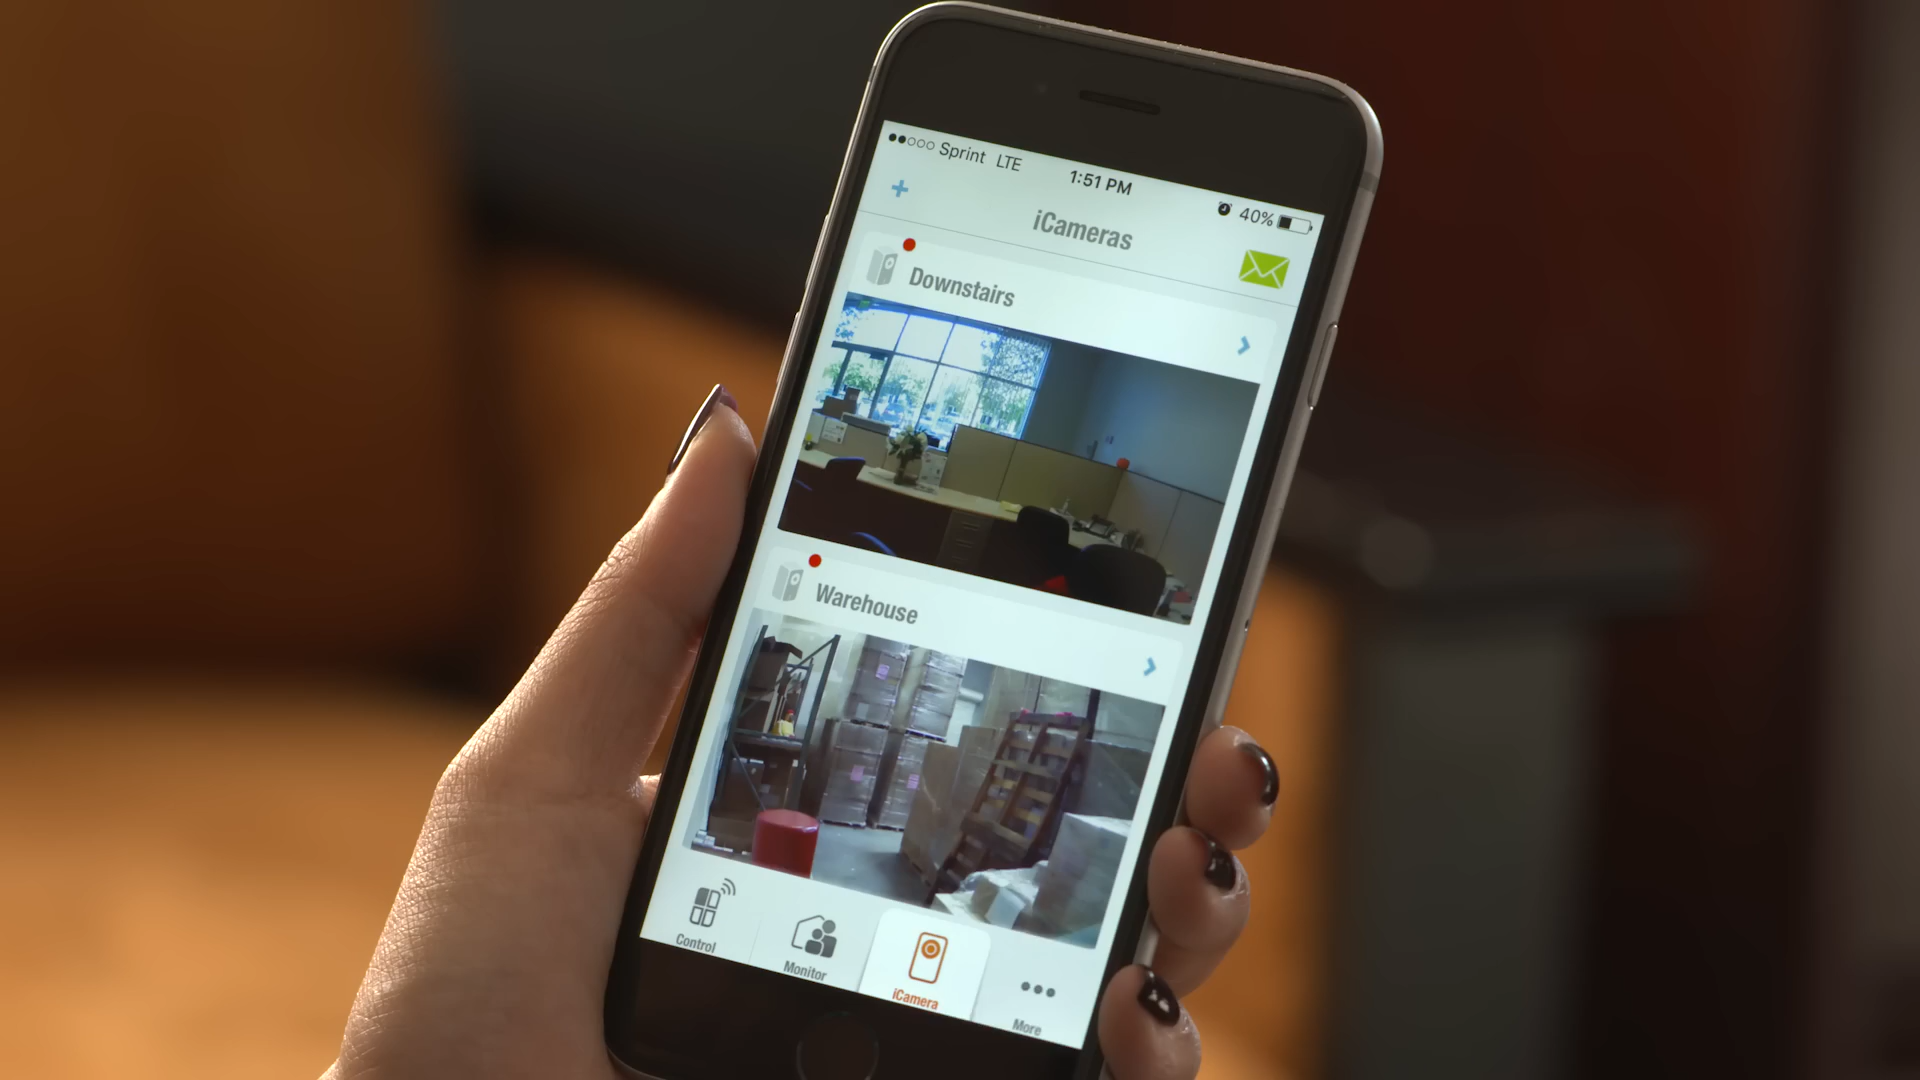 Sprint LTE 1:51 PM 40%
+
iCameras
Downstairs
Warehouse
Control
Monitor
iCamera
More